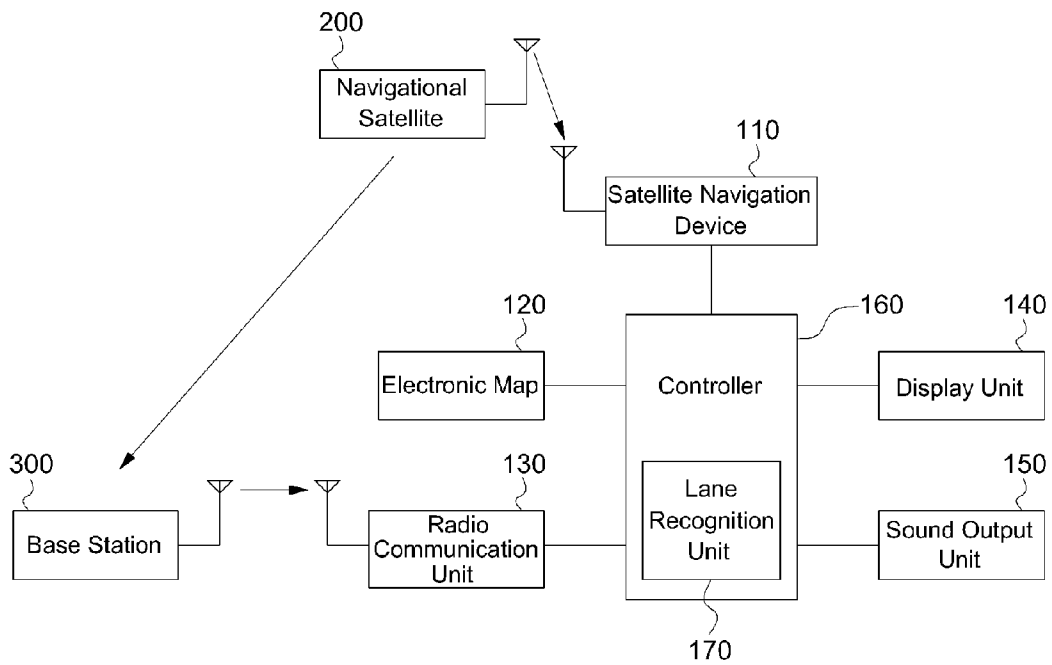 200
Navigational
Satellite
110
Satellite Navigation
Device
120
Electronic Map
160
Controller
140
Display Unit
300
Base Station
130
Radio
Communication
Unit
Lane
Recognition
Unit
170
150
Sound Output
Unit